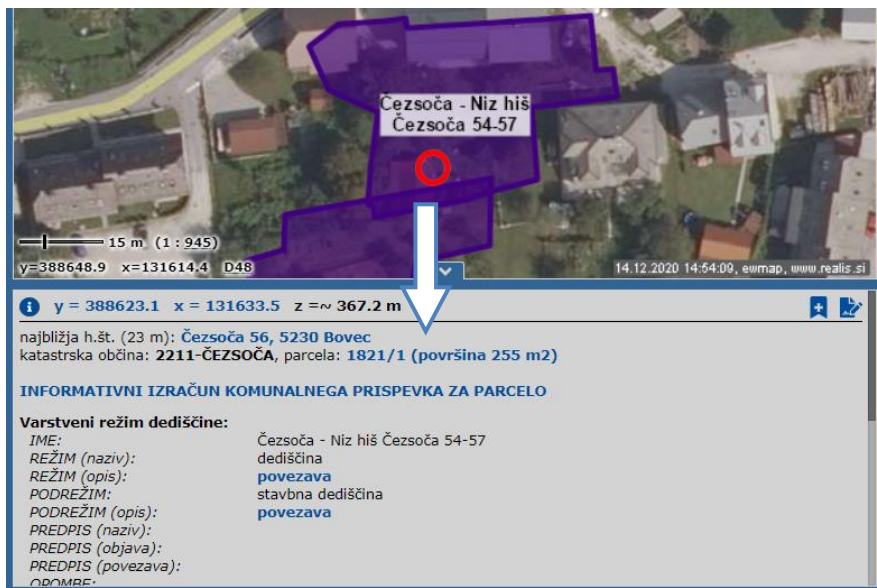 Čezsoča - Niz hiš
Čezsoča 54-57
15 m (1 : 945)
y=388648.9 x=131614.4 D48
14.12.2020 14:54:09, ewmap, www.realis.si
y = 388623.1 x = 131633.5 z =~ 367.2 m
najbližja h.št. (23 m): Čezsoča 56, 5230 Bovec
katastrska občina: 2211-ČEZSOČA, parcela: 1821/1 (površina 255 m2)
INFORMATIVNI IZRAČUN KOMUNALNEGA PRISPEVKA ZA PARCELO
Varstveni režim dediščine:
IME: Čezsoča - Niz hiš Čezsoča 54-57
REŽIM (naziv): dediščina
REŽIM (opis): povezava
PODREŽIM: stavbna dediščina
PODREŽIM (opis): povezava
PREDPIS (naziv):
PREDPIS (objava):
PREDPIS (povezava):
OPOMBE: